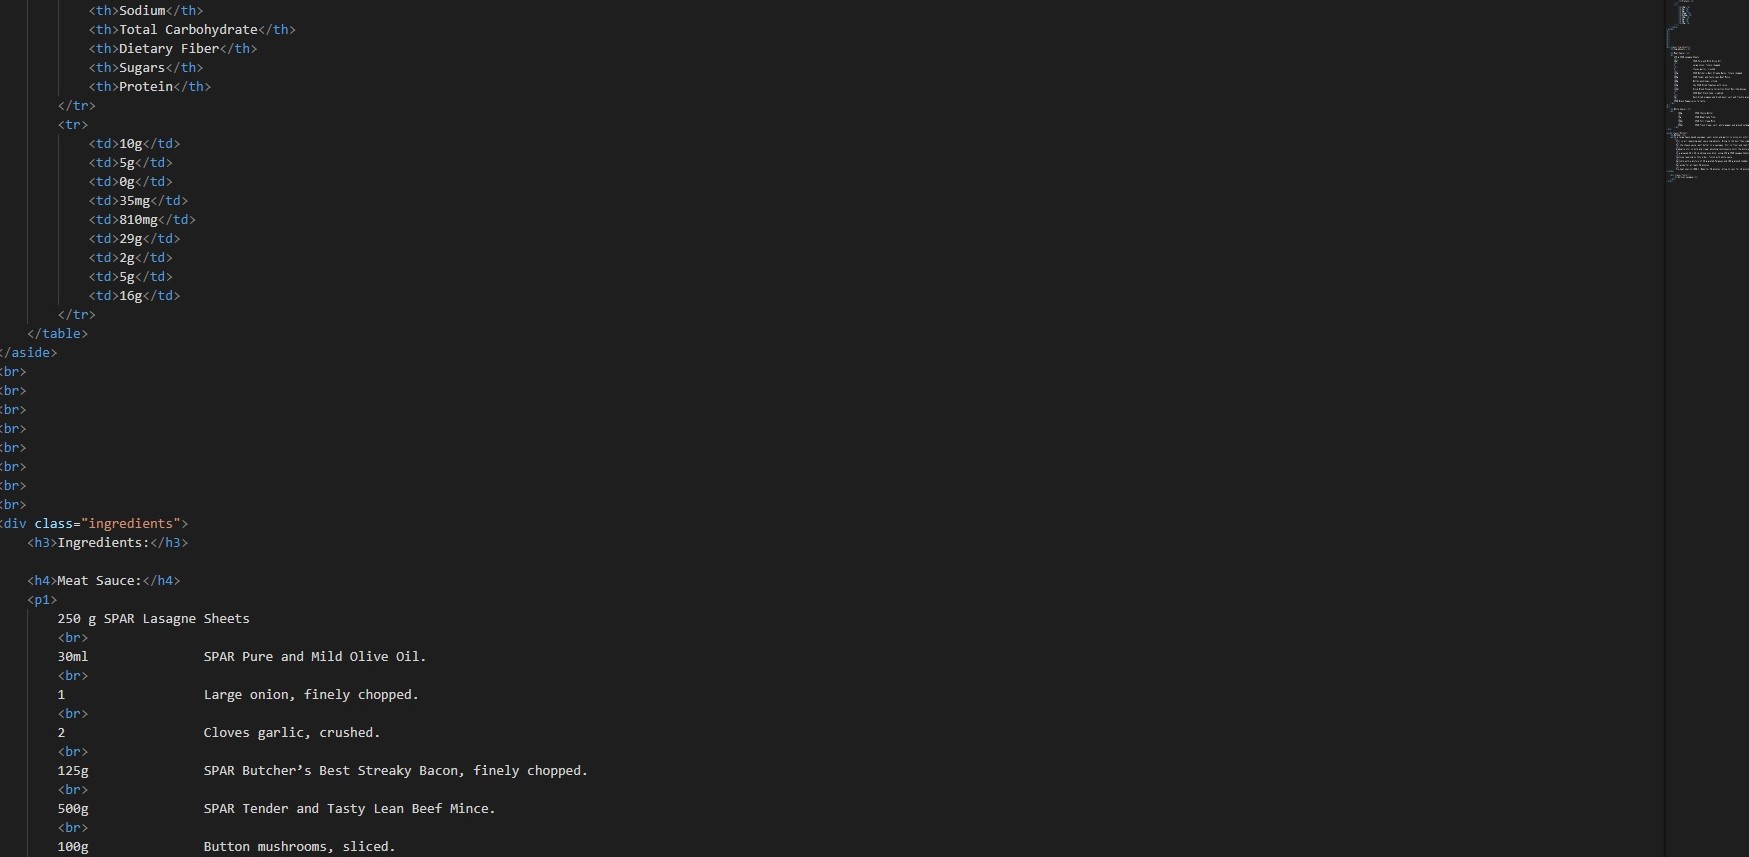 <th>Sodium</th>
<th>Total Carbohydrate</th>
<th>Dietary Fiber</th>
<th>Sugars</th>
<th>Protein</th>
</tr>
<tr>
<td>10g</td>
<td>5g</td>
<td>0g</td>
<td>35mg</td>
<td>810mg</td>
<td>29g</td>
<td>2g</td>
<td>5g</td>
<td>16g</td>
</tr>
</table>
</aside>
<br>
<br>
<br>
<br>
<br>
<br>
<br>
<br>
<div class="ingredients">
<h3>Ingredients:</h3>
<h4>Meat Sauce:</h4>
<p1>
250 g SPAR Lasagne Sheets
<br>
30ml SPAR Pure and Mild Olive Oil.
<br>
1 Large onion, finely chopped.
<br>
2 Cloves garlic, crushed.
<br>
125g SPAR Butcher’s Best Streaky Bacon, finely chopped.
<br>
500g SPAR Tender and Tasty Lean Beef Mince.
<br>
100g Button mushrooms, sliced.